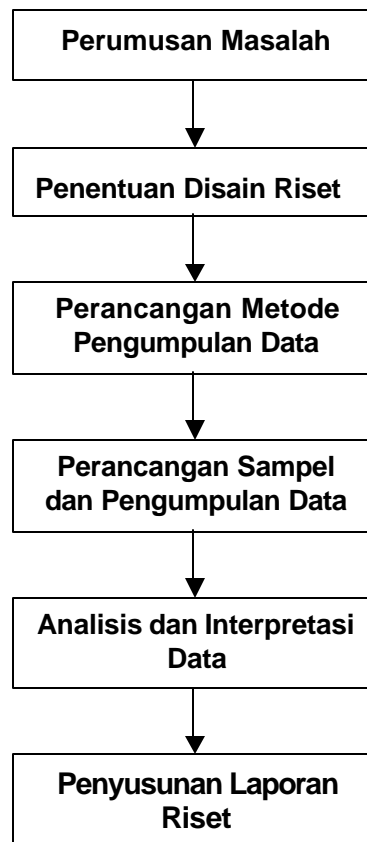 Perumusan Masalah
Penentuan Disain Riset
Perancangan Metode
Pengumpulan Data
Perancangan Sampel
dan Pengumpulan Data
Analisis dan Interpretasi
Data
Penyusunan Laporan
Riset